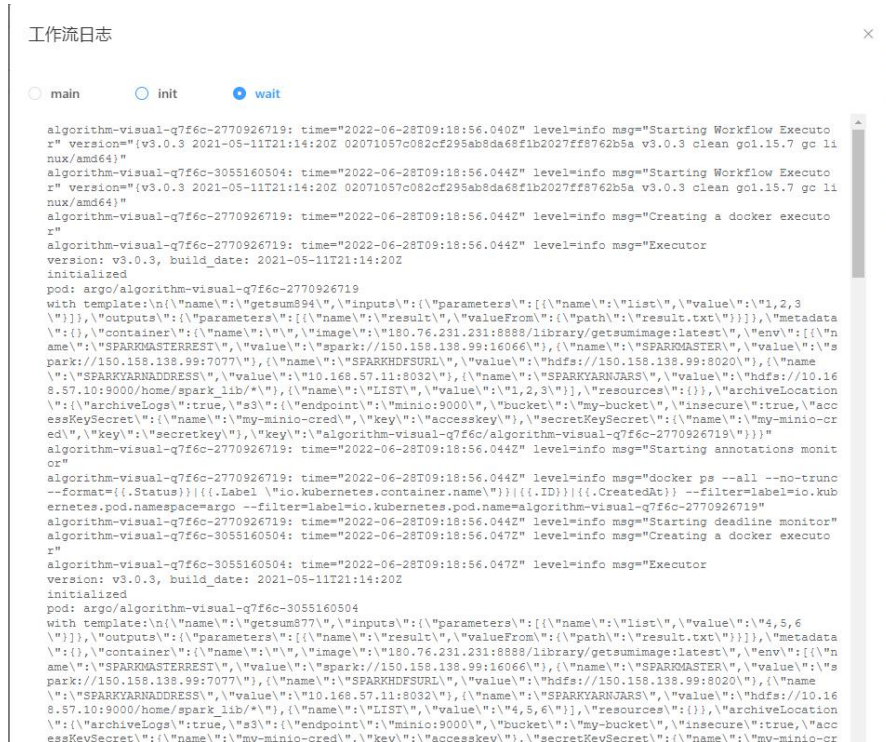 工作流日志
×
main init wait
algorithm-visual-q7f6c-2770926719: time="2022-06-28T09:18:56.040Z" level=info msg="Starting Workflow Executo
r" version="{v3.0.3 2021-05-11T21:14:20Z 02071057c082cf295ab8da68f1b2027ff8762b5a v3.0.3 clean go1.15.7 gc li
nux/amd64}"
algorithm-visual-q7f6c-3055160504: time="2022-06-28T09:18:56.044Z" level=info msg="Starting Workflow Executo
r" version="{v3.0.3 2021-05-11T21:14:20Z 02071057c082cf295ab8da68f1b2027ff8762b5a v3.0.3 clean go1.15.7 gc li
nux/amd64}"
algorithm-visual-q7f6c-2770926719: time="2022-06-28T09:18:56.044Z" level=info msg="Creating a docker executo
r"
algorithm-visual-q7f6c-2770926719: time="2022-06-28T09:18:56.044Z" level=info msg="Executor
version: v3.0.3, build_date: 2021-05-11T21:14:20Z
initialized
pod: argo/algorithm-visual-q7f6c-2770926719
with template:\n{\"name\":\"getsum894\",\"inputs\":{\"parameters\":[{\"name\":\"list\",\"value\":\"1,2,3
\"}]},\"outputs\":{\"parameters\":[{\"name\":\"result\",\"valueFrom\":{\"path\":\"result.txt\"}}]},\"metadata
\":{},\"container\":{\"name\":\"\",\"image\":\"180.76.231.231:8888/library/getsumimage:latest\",\"env\":[{\"n
ame\":\"SPARKMASTERREST\",\"value\":\"spark://150.158.138.99:16066\"},{\"name\":\"SPARKMASTER\",\"value\":\"s
park://150.158.138.99:7077\"},{\"name\":\"SPARKHDFSURL\",\"value\":\"hdfs://150.158.138.99:8020\"},{\"name
\":\"SPARKYARNADDRESS\",\"value\":\"10.168.57.11:8032\"},{\"name\":\"SPARKYARNJARS\",\"value\":\"hdfs://10.16
8.57.10:9000/home/spark_lib/*\"},{\"name\":\"LIST\",\"value\":\"1,2,3\"}],\"resources\":{}},\"archiveLocation
\":{\"archiveLogs\":true,\"s3\":{\"endpoint\":\"minio:9000\",\"bucket\":\"my-bucket\",\"insecure\":true,\"acc
essKeySecret\":{\"name\":\"my-minio-cred\",\"key\":\"accesskey\"},\"secretKeySecret\":{\"name\":\"my-minio-cr
ed\",\"key\":\"secretkey\"},\"key\":\"algorithm-visual-q7f6c/algorithm-visual-q7f6c-2770926719\"}}}"
algorithm-visual-q7f6c-2770926719: time="2022-06-28T09:18:56.044Z" level=info msg="Starting annotations monit
or"
algorithm-visual-q7f6c-2770926719: time="2022-06-28T09:18:56.044Z" level=info msg="docker ps --all --no-trunc
--format={{.Status}}|{{.Label \"io.kubernetes.container.name\"}}|{{.ID}}|{{.CreatedAt}} --filter=label=io.kub
ernetes.pod.namespace=argo --filter=label=io.kubernetes.pod.name=algorithm-visual-q7f6c-2770926719"
algorithm-visual-q7f6c-2770926719: time="2022-06-28T09:18:56.044Z" level=info msg="Starting deadline monitor"
algorithm-visual-q7f6c-3055160504: time="2022-06-28T09:18:56.047Z" level=info msg="Creating a docker executo
r"
algorithm-visual-q7f6c-3055160504: time="2022-06-28T09:18:56.047Z" level=info msg="Executor
version: v3.0.3, build_date: 2021-05-11T21:14:20Z
initialized
pod: argo/algorithm-visual-q7f6c-3055160504
with template:\n{\"name\":\"getsum877\",\"inputs\":{\"parameters\":[{\"name\":\"list\",\"value\":\"4,5,6
\"}]},\"outputs\":{\"parameters\":[{\"name\":\"result\",\"valueFrom\":{\"path\":\"result.txt\"}}]},\"metadata
\":{},\"container\":{\"name\":\"\",\"image\":\"180.76.231.231:8888/library/getsumimage:latest\",\"env\":[{\"n
ame\":\"SPARKMASTERREST\",\"value\":\"spark://150.158.138.99:16066\"},{\"name\":\"SPARKMASTER\",\"value\":\"s
park://150.158.138.99:7077\"},{\"name\":\"SPARKHDFSURL\",\"value\":\"hdfs://150.158.138.99:8020\"},{\"name
\":\"SPARKYARNADDRESS\",\"value\":\"10.168.57.11:8032\"},{\"name\":\"SPARKYARNJARS\",\"value\":\"hdfs://10.16
8.57.10:9000/home/spark_lib/*\"},{\"name\":\"LIST\",\"value\":\"4,5,6\"}],\"resources\":{}},\"archiveLocation
\":{\"archiveLogs\":true,\"s3\":{\"endpoint\":\"minio:9000\",\"bucket\":\"my-bucket\",\"insecure\":true,\"acc
essKeySecret\":{\"name\":\"my-minio-cred\",\"key\":\"accesskey\"},\"secretKeySecret\":{\"name\":\"my-minio-cr